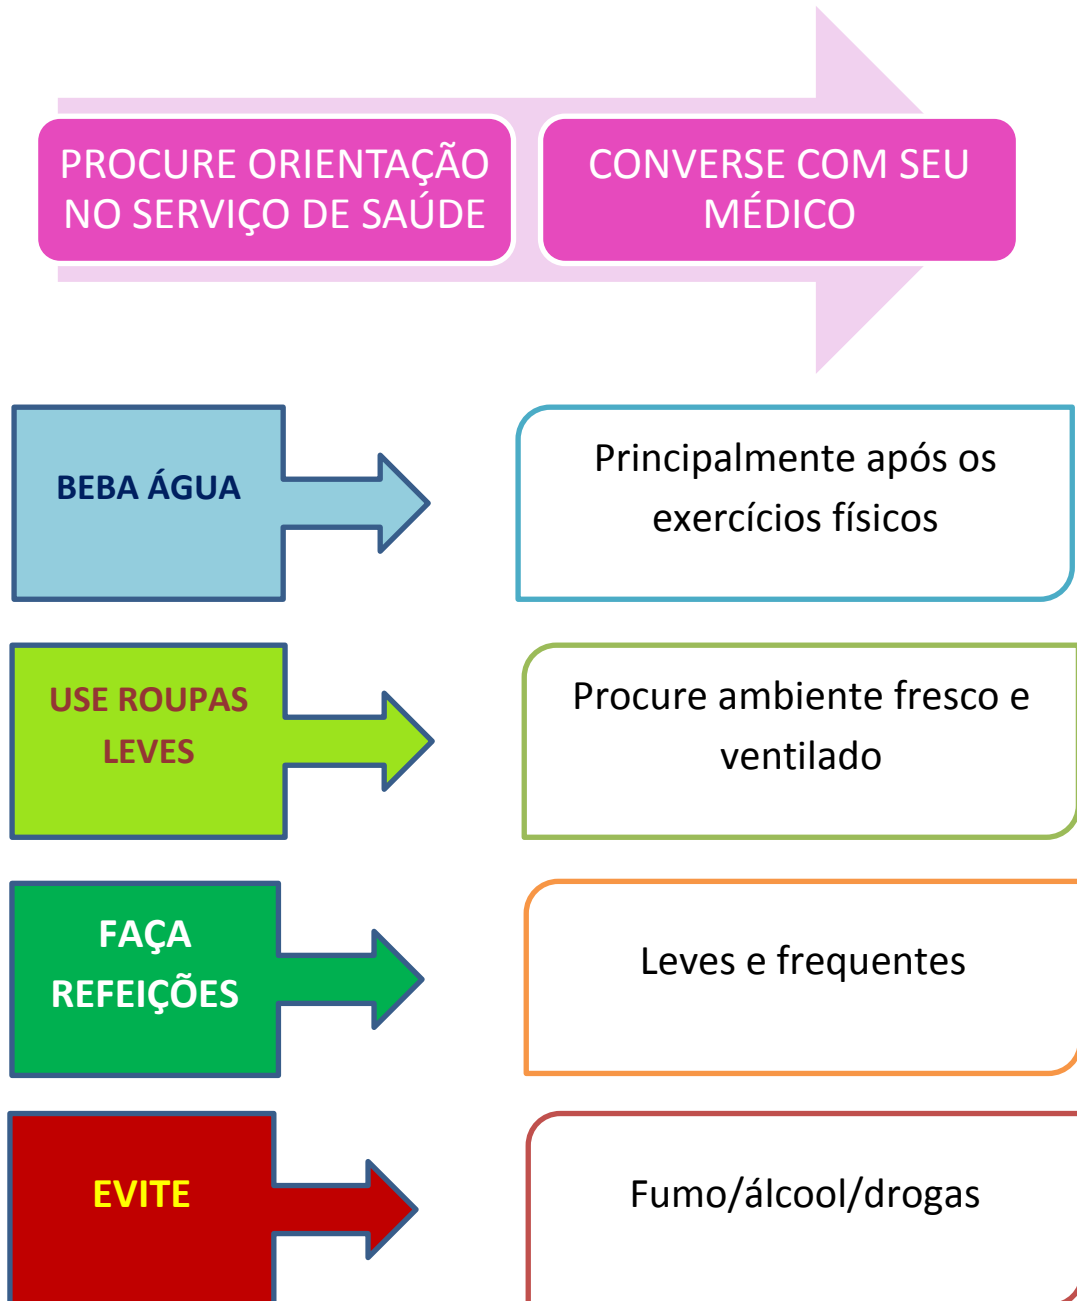 PROCURE ORIENTAÇÃO
NO SERVIÇO DE SAÚDE
CONVERSE COM SEU
MÉDICO
BEBA ÁGUA
Principalmente após os
exercícios físicos
USE ROUPAS
LEVES
Procure ambiente fresco e
ventilado
FAÇA
REFEIÇÕES
Leves e frequentes
EVITE
Fumo/álcool/drogas